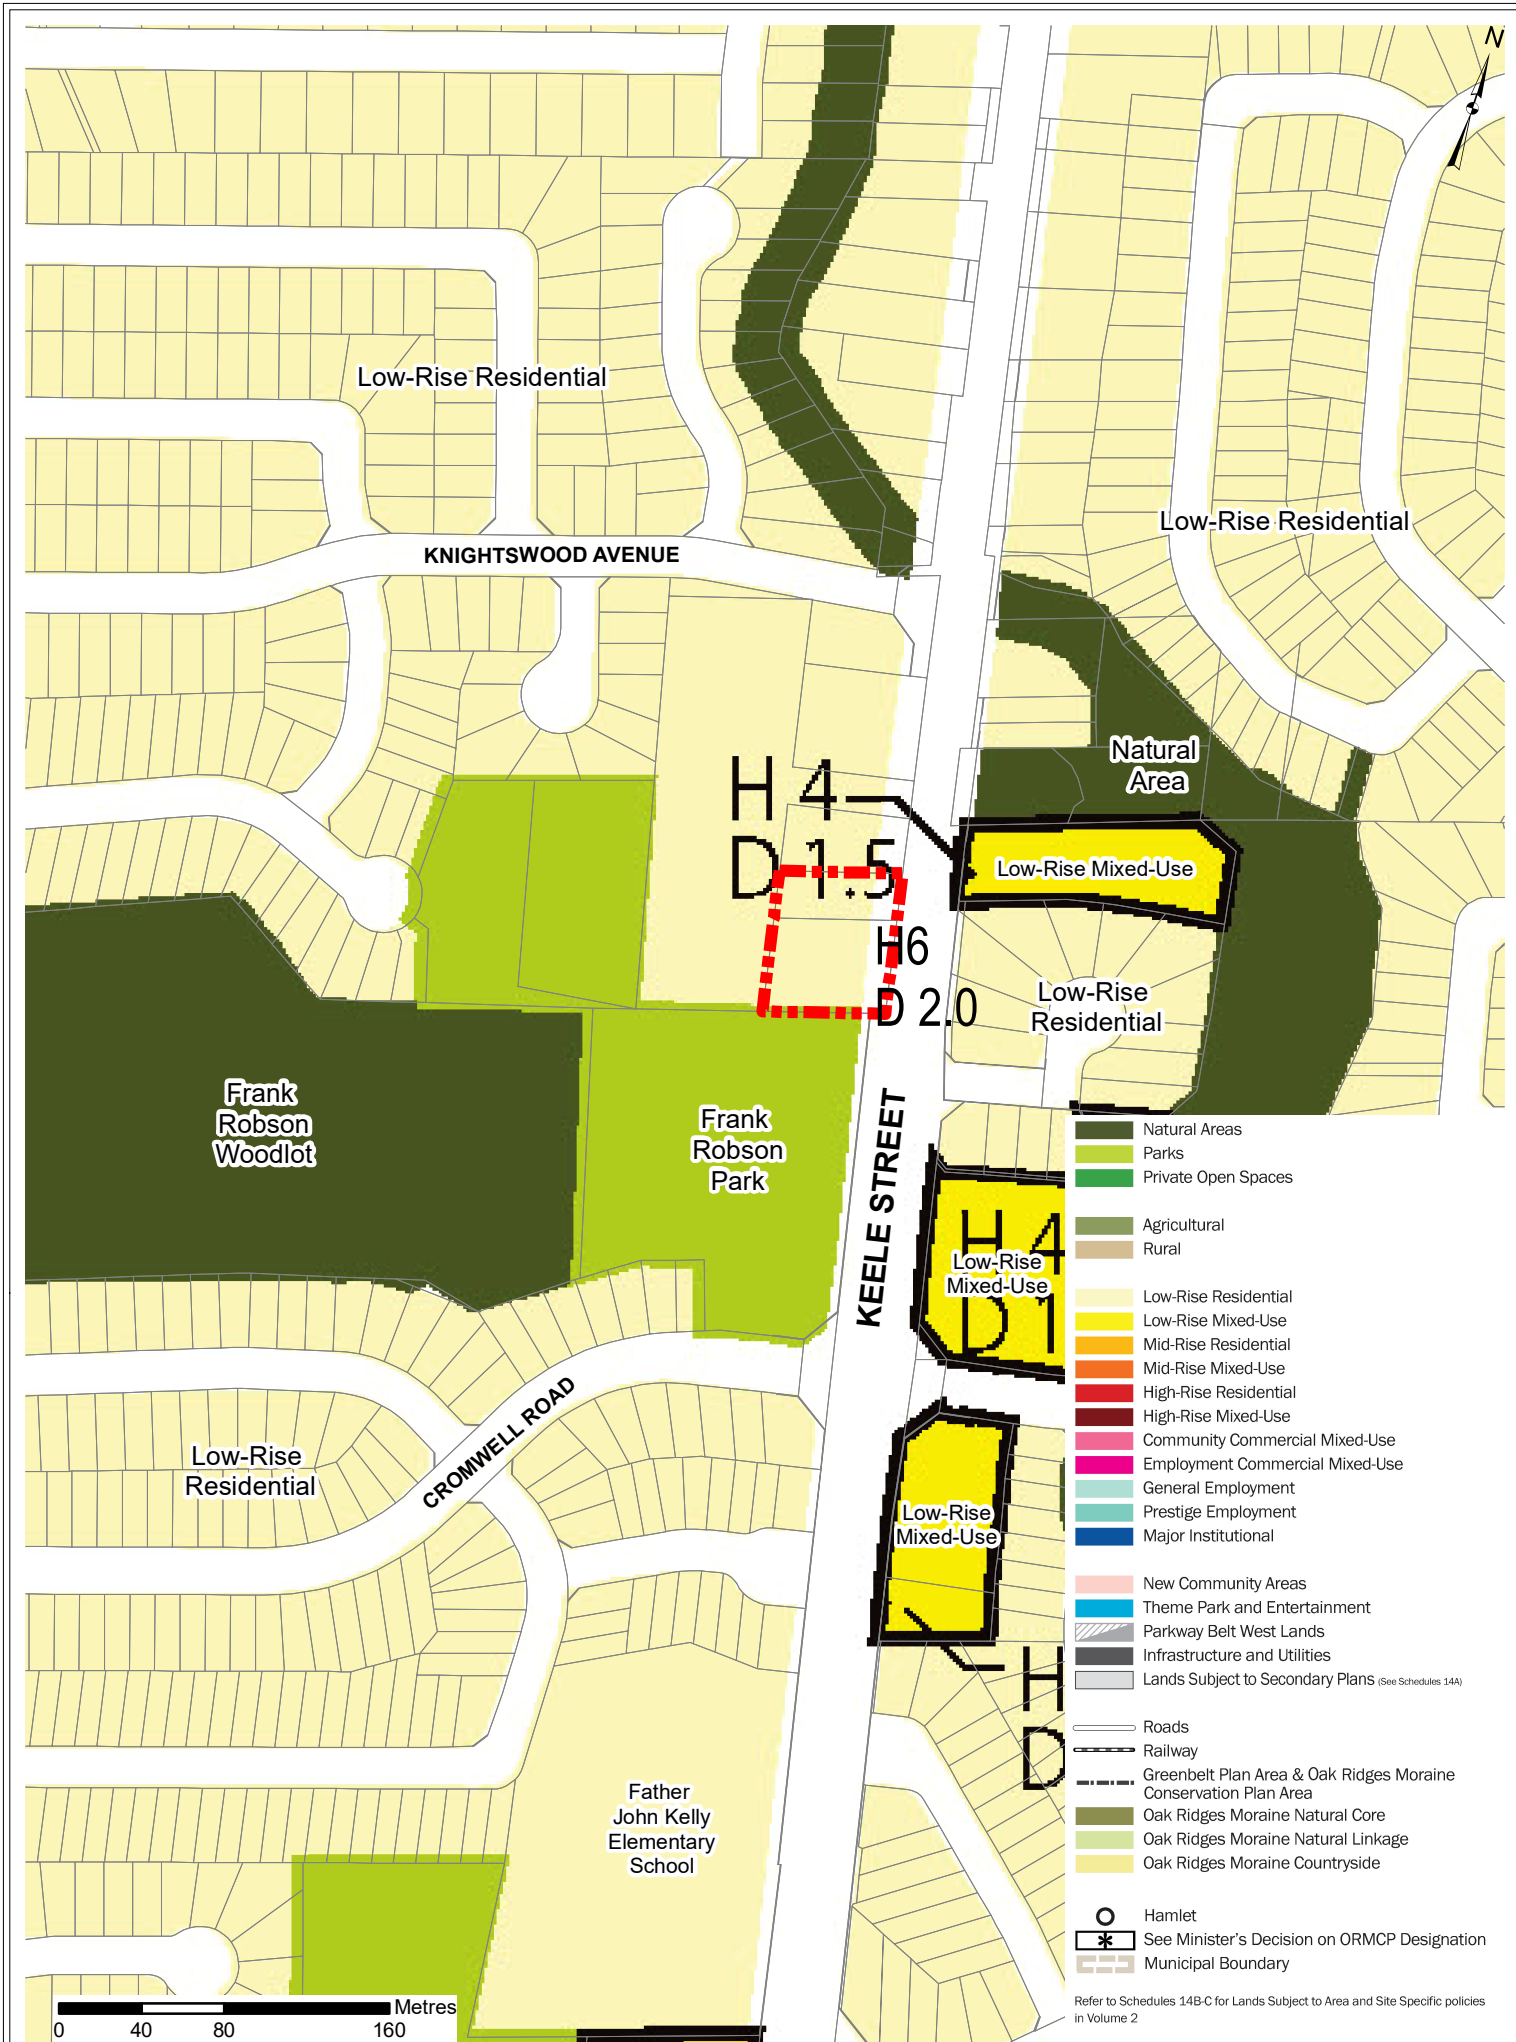 N
Low-Rise Residential
KNIGHTSWOOD AVENUE
Low-Rise Residential
Natural
Area
H 4
D 1.5
Low-Rise Mixed-Use
H6
D 2.0
Low-Rise
Residential
Frank
Robson
Woodlot
Frank
Robson
Park
KEELE STREET
H 4
D 1
Low-Rise
Mixed-Use
CROMWELL ROAD
Low-Rise
Residential
Low-Rise
Mixed-Use
H
D
Father
John Kelly
Elementary
School
Metres
0 40 80 160
Natural Areas
Parks
Private Open Spaces
Agricultural
Rural
Low-Rise Residential
Low-Rise Mixed-Use
Mid-Rise Residential
Mid-Rise Mixed-Use
High-Rise Residential
High-Rise Mixed-Use
Community Commercial Mixed-Use
Employment Commercial Mixed-Use
General Employment
Prestige Employment
Major Institutional
New Community Areas
Theme Park and Entertainment
Parkway Belt West Lands
Infrastructure and Utilities
Lands Subject to Secondary Plans (See Schedules 14A)
Roads
Railway
Greenbelt Plan Area & Oak Ridges Moraine
Conservation Plan Area
Oak Ridges Moraine Natural Core
Oak Ridges Moraine Natural Linkage
Oak Ridges Moraine Countryside
Hamlet
See Minister's Decision on ORMCP Designation
Municipal Boundary
Refer to Schedules 14B-C for Lands Subject to Area and Site Specific policies
in Volume 2